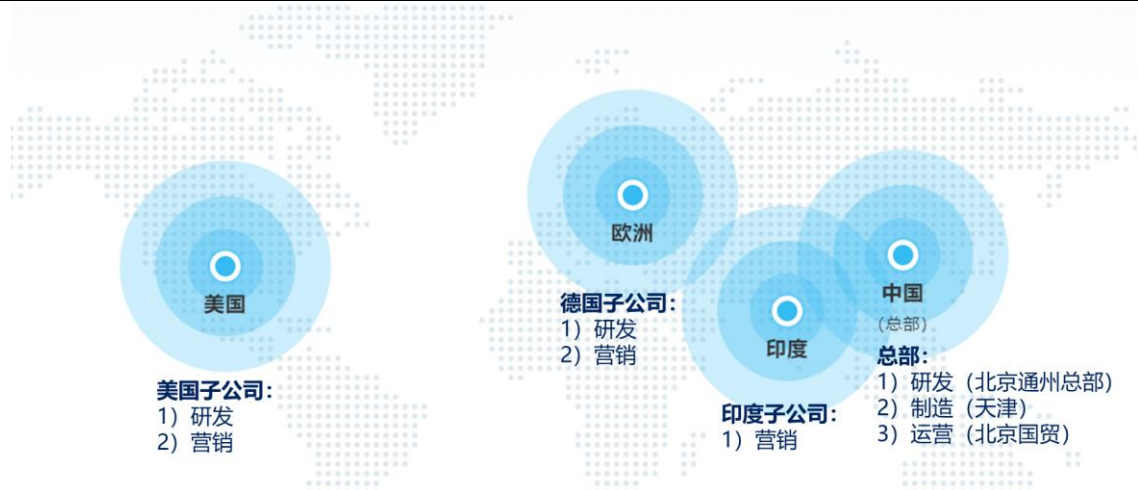 美国
美国子公司：
1）研发
2）营销
欧洲
德国子公司：
1）研发
2）营销
印度
印度子公司：
1）营销
中国
（总部）
总部：
1）研发（北京通州总部）
2）制造（天津）
3）运营（北京国贸）